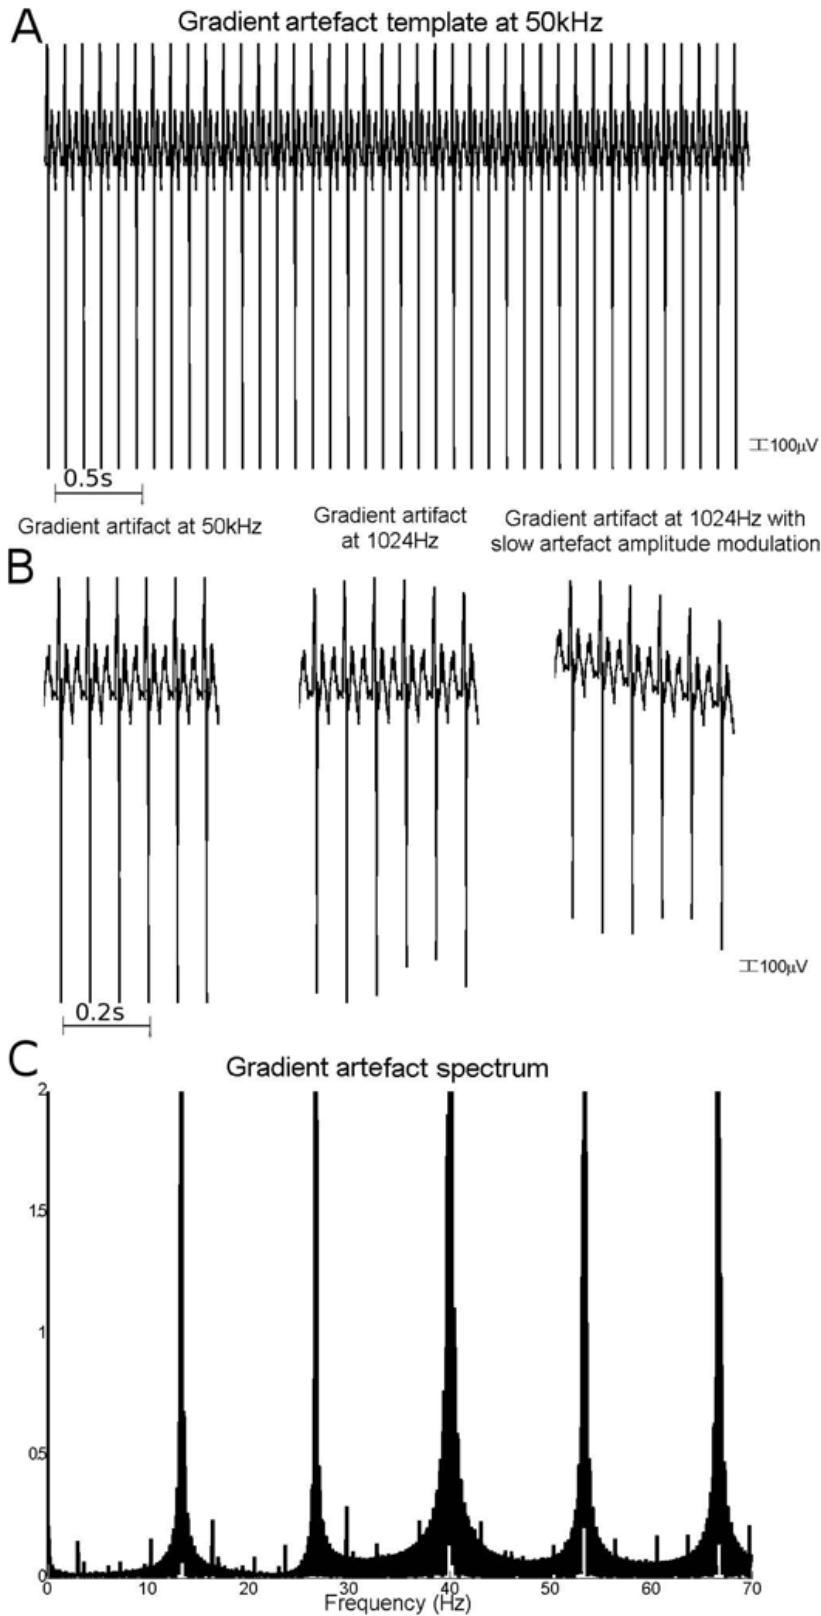 A
Gradient artefact template at 50kHz
100µV
0.5s
Gradient artifact at 50kHz
Gradient artifact
at 1024Hz
Gradient artifact at 1024Hz with
slow artefact amplitude modulation
B
100µV
0.2s
C
Gradient artefact spectrum
2
1.5
1
0.5
0
0 10 20 30 40 50 60 70
Frequency (Hz)